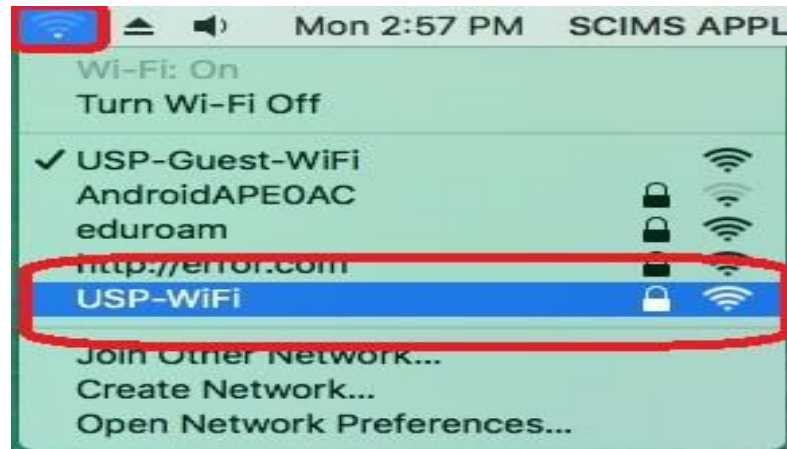 Mon 2:57 PM SCIMS APPL
Wi-Fi: On
Turn Wi-Fi Off
USP-Guest-WiFi
AndroidAPE0AC
eduroam
http://error.com
USP-WiFi
Join Other Network...
Create Network...
Open Network Preferences...